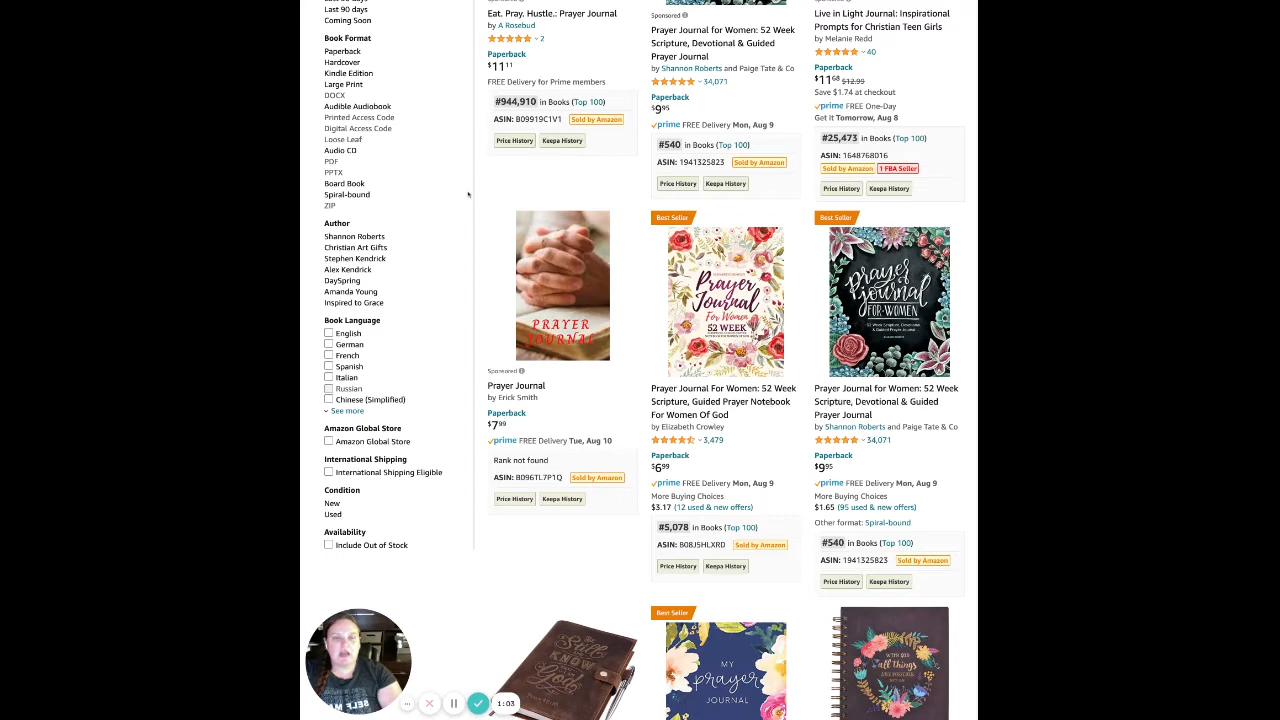 Last 90 days
Coming Soon
Book Format
Paperback
Hardcover
Kindle Edition
Large Print
DOCX
Audible Audiobook
Printed Access Code
Digital Access Code
Loose Leaf
Audio CD
PDF
PPTX
Board Book
Spiral-bound
ZIP
Author
Shannon Roberts
Christian Art Gifts
Stephen Kendrick
Alex Kendrick
DaySpring
Amanda Young
Inspired to Grace
Book Language
English
German
French
Spanish
Italian
Russian
Chinese (Simplified)
See more
Amazon Global Store
Amazon Global Store
International Shipping
International Shipping Eligible
Condition
New
Used
Availability
Include Out of Stock
Eat. Pray. Hustle.: Prayer Journal
by A Rosebud
2
Paperback
$11 11
FREE Delivery for Prime members
#944,910 in Books (Top 100)
ASIN: B09919C1V1 Sold by Amazon
Price History Keepa History
Sponsored
Prayer Journal for Women: 52 Week
Scripture, Devotional & Guided
Prayer Journal
by Shannon Roberts and Paige Tate & Co
34,071
Paperback
$9 95
prime FREE Delivery Mon, Aug 9
#540 in Books (Top 100)
ASIN: 1941325823 Sold by Amazon
Price History Keepa History
Sponsored
Live in Light Journal: Inspirational
Prompts for Christian Teen Girls
by Melanie Redd
40
Paperback
$11 68 $12.99
Save $1.74 at checkout
prime FREE One-Day
Get it Tomorrow, Aug 8
#25,473 in Books (Top 100)
ASIN: 1648768016
Sold by Amazon 1 FBA Seller
Price History Keepa History
PRAYER
JOURNAL
Sponsored
Prayer Journal
by Erick Smith
Paperback
$7 99
prime FREE Delivery Tue, Aug 10
Rank not found
ASIN: B096TL7P1Q Sold by Amazon
Price History Keepa History
Best Seller
Prayer
Journal
For Women
52 WEEK
Prayer Journal For Women: 52 Week
Scripture, Guided Prayer Notebook
For Women Of God
by Elizabeth Crowley
3,479
Paperback
$6 99
prime FREE Delivery Mon, Aug 9
More Buying Choices
$3.17 (12 used & new offers)
#5,078 in Books (Top 100)
ASIN: B08J5HLXRD Sold by Amazon
Price History Keepa History
Best Seller
prayer
journal
FOR WOMEN
52 Week Scripture, Devotional
& Guided Prayer Journal
Prayer Journal for Women: 52 Week
Scripture, Devotional & Guided
Prayer Journal
by Shannon Roberts and Paige Tate & Co
34,071
Paperback
$9 95
prime FREE Delivery Mon, Aug 9
More Buying Choices
$1.65 (95 used & new offers)
Other format: Spiral-bound
#540 in Books (Top 100)
ASIN: 1941325823 Sold by Amazon
Price History Keepa History
Be
Still
AND
KNOW
God
Best Seller
MY
prayer
JOURNAL
WITH GOD
all things
1:03